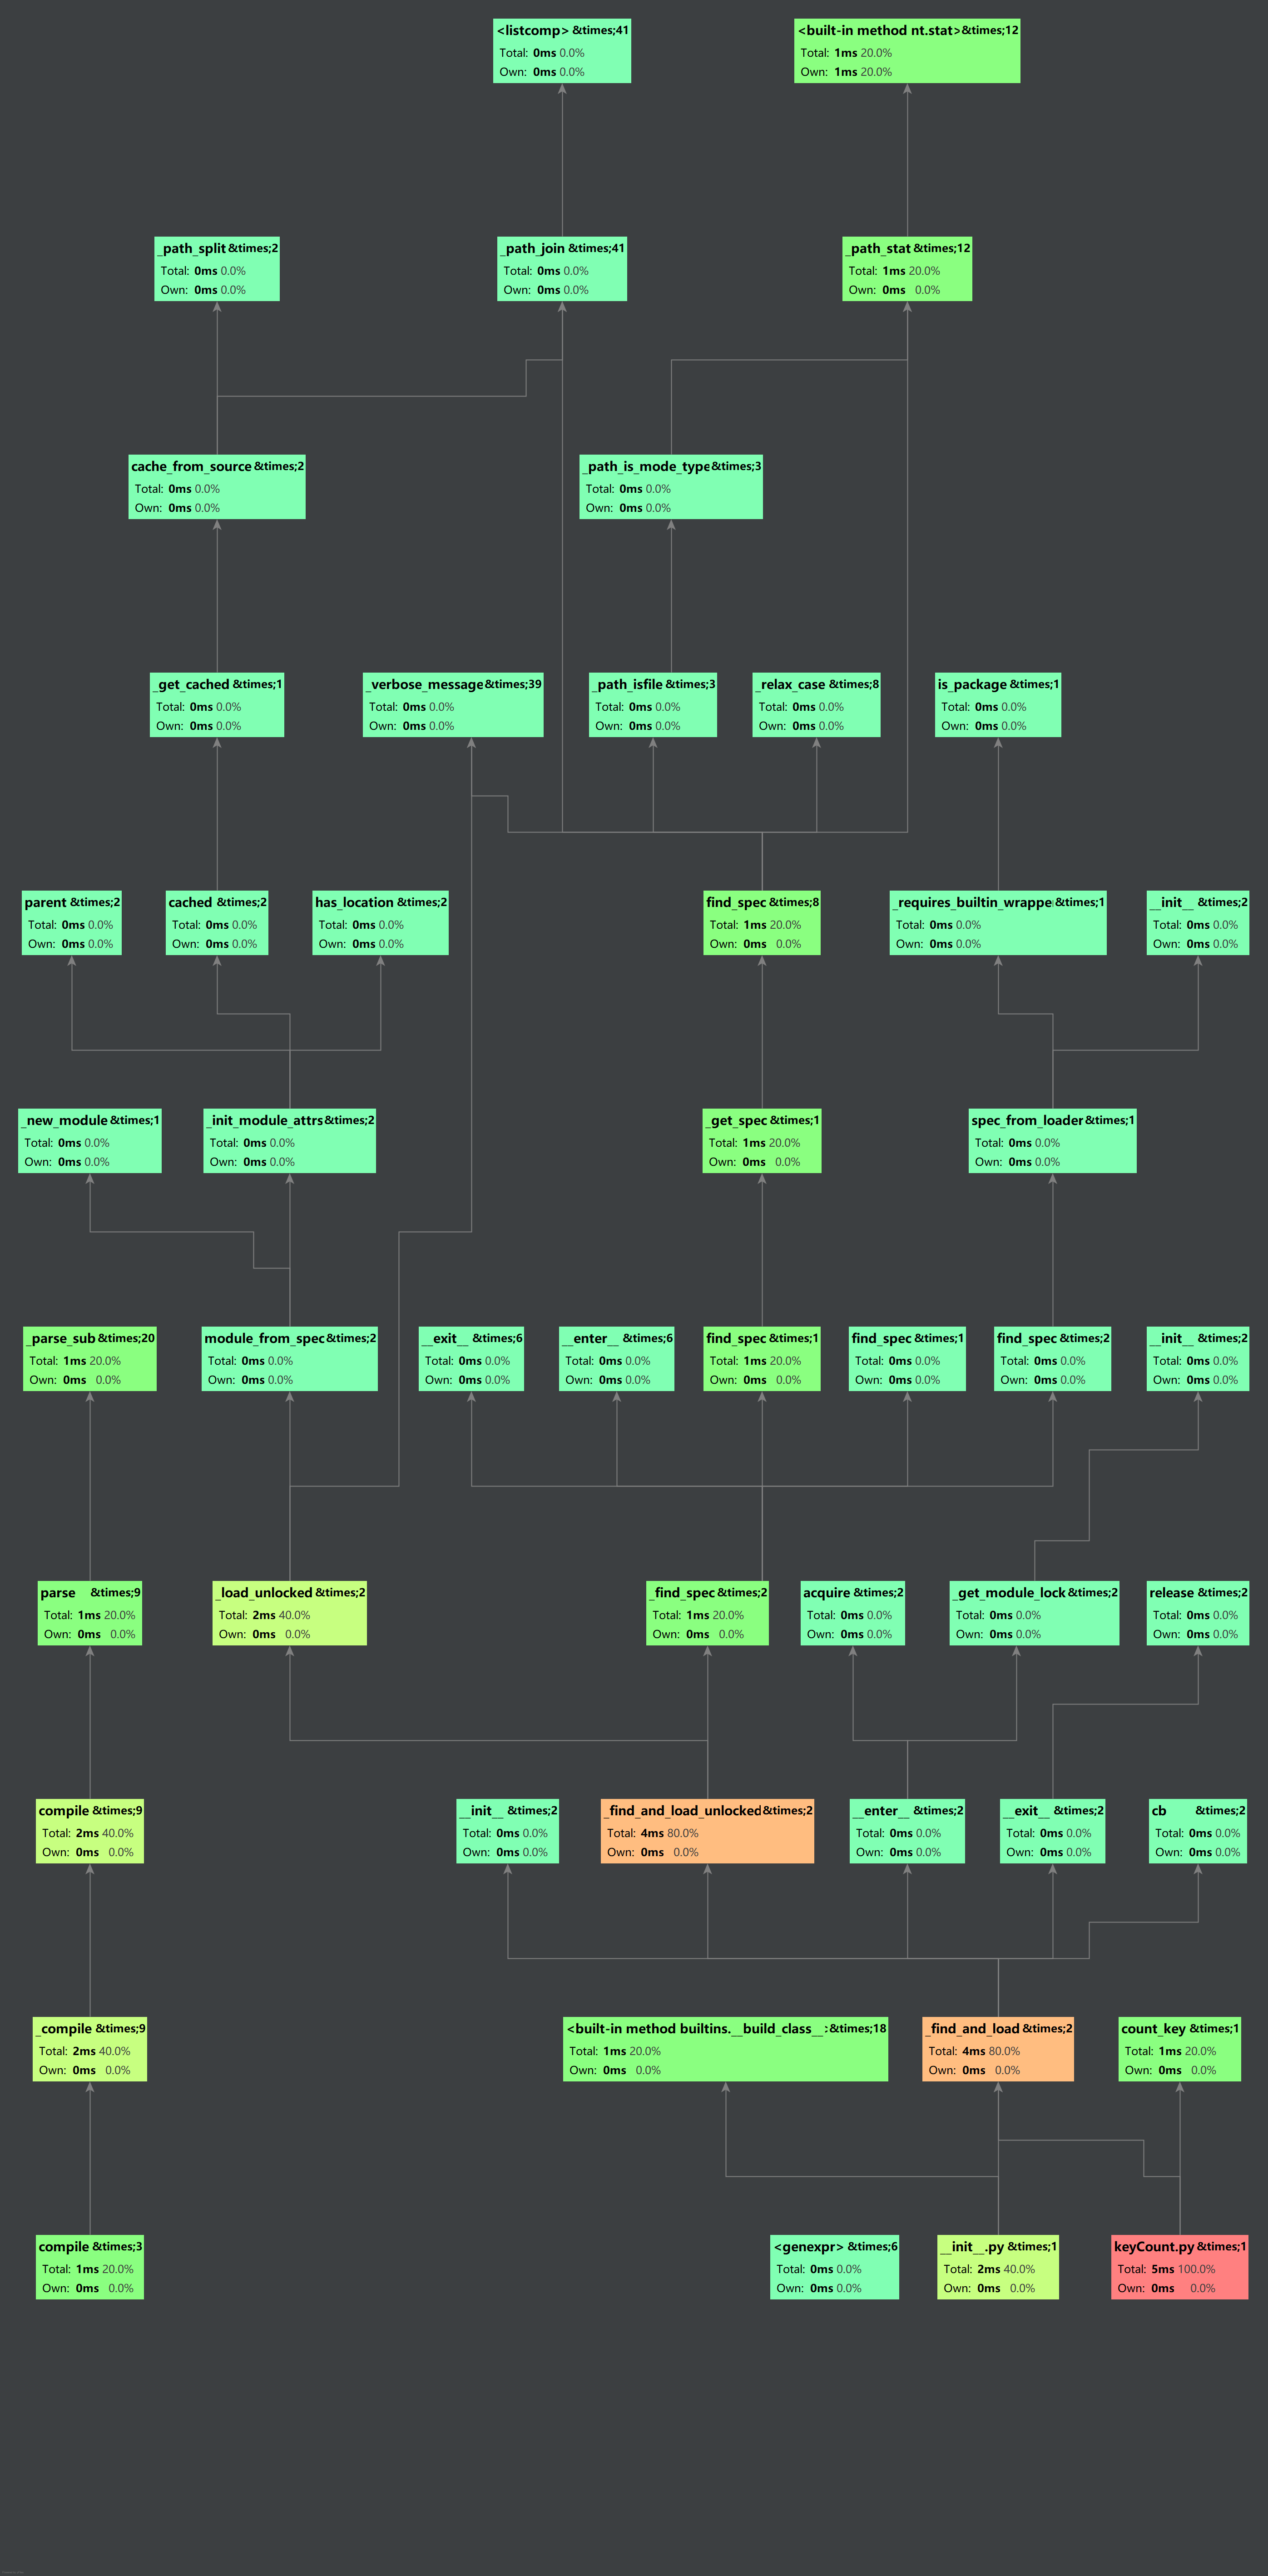 <listcomp> &times;41
Total: 0ms 0.0%
Own: 0ms 0.0%
<built-in method nt.stat>&times;12
Total: 1ms 20.0%
Own: 1ms 20.0%
_path_split &times;2
Total: 0ms 0.0%
Own: 0ms 0.0%
_path_join &times;41
Total: 0ms 0.0%
Own: 0ms 0.0%
_path_stat &times;12
Total: 1ms 20.0%
Own: 0ms 0.0%
cache_from_source &times;2
Total: 0ms 0.0%
Own: 0ms 0.0%
_path_is_mode_type&times;3
Total: 0ms 0.0%
Own: 0ms 0.0%
_get_cached &times;1
Total: 0ms 0.0%
Own: 0ms 0.0%
_verbose_message&times;39
Total: 0ms 0.0%
Own: 0ms 0.0%
_path_isfile &times;3
Total: 0ms 0.0%
Own: 0ms 0.0%
_relax_case &times;8
Total: 0ms 0.0%
Own: 0ms 0.0%
is_package &times;1
Total: 0ms 0.0%
Own: 0ms 0.0%
parent &times;2
Total: 0ms 0.0%
Own: 0ms 0.0%
cached &times;2
Total: 0ms 0.0%
Own: 0ms 0.0%
has_location &times;2
Total: 0ms 0.0%
Own: 0ms 0.0%
find_spec &times;8
Total: 1ms 20.0%
Own: 0ms 0.0%
_requires_builtin_wrappe&times;1
Total: 0ms 0.0%
Own: 0ms 0.0%
__init__ &times;2
Total: 0ms 0.0%
Own: 0ms 0.0%
_new_module &times;1
Total: 0ms 0.0%
Own: 0ms 0.0%
_init_module_attrs&times;2
Total: 0ms 0.0%
Own: 0ms 0.0%
_get_spec &times;1
Total: 1ms 20.0%
Own: 0ms 0.0%
spec_from_loader &times;1
Total: 0ms 0.0%
Own: 0ms 0.0%
_parse_sub &times;20
Total: 1ms 20.0%
Own: 0ms 0.0%
module_from_spec &times;2
Total: 0ms 0.0%
Own: 0ms 0.0%
__exit__ &times;6
Total: 0ms 0.0%
Own: 0ms 0.0%
__enter__ &times;6
Total: 0ms 0.0%
Own: 0ms 0.0%
find_spec &times;1
Total: 1ms 20.0%
Own: 0ms 0.0%
find_spec &times;1
Total: 0ms 0.0%
Own: 0ms 0.0%
find_spec &times;2
Total: 0ms 0.0%
Own: 0ms 0.0%
__init__ &times;2
Total: 0ms 0.0%
Own: 0ms 0.0%
parse &times;9
Total: 1ms 20.0%
Own: 0ms 0.0%
_load_unlocked &times;2
Total: 2ms 40.0%
Own: 0ms 0.0%
_find_spec &times;2
Total: 1ms 20.0%
Own: 0ms 0.0%
acquire &times;2
Total: 0ms 0.0%
Own: 0ms 0.0%
_get_module_lock &times;2
Total: 0ms 0.0%
Own: 0ms 0.0%
release &times;2
Total: 0ms 0.0%
Own: 0ms 0.0%
compile &times;9
Total: 2ms 40.0%
Own: 0ms 0.0%
__init__ &times;2
Total: 0ms 0.0%
Own: 0ms 0.0%
_find_and_load_unlocked&times;2
Total: 4ms 80.0%
Own: 0ms 0.0%
__enter__ &times;2
Total: 0ms 0.0%
Own: 0ms 0.0%
__exit__ &times;2
Total: 0ms 0.0%
Own: 0ms 0.0%
cb &times;2
Total: 0ms 0.0%
Own: 0ms 0.0%
_compile &times;9
Total: 2ms 40.0%
Own: 0ms 0.0%
<built-in method builtins.__build_class__>&times;18
Total: 1ms 20.0%
Own: 0ms 0.0%
_find_and_load &times;2
Total: 4ms 80.0%
Own: 0ms 0.0%
count_key &times;1
Total: 1ms 20.0%
Own: 0ms 0.0%
compile &times;3
Total: 1ms 20.0%
Own: 0ms 0.0%
<genexpr> &times;6
Total: 0ms 0.0%
Own: 0ms 0.0%
__init__.py &times;1
Total: 2ms 40.0%
Own: 0ms 0.0%
keyCount.py &times;1
Total: 5ms 100.0%
Own: 0ms 0.0%